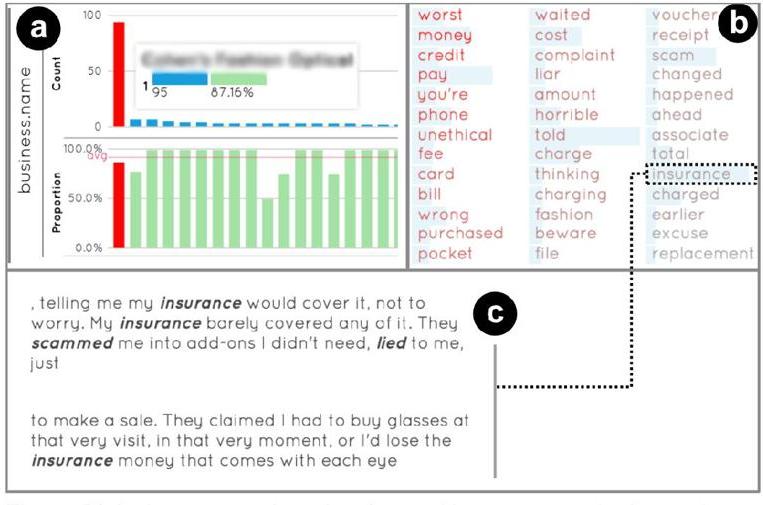 a
business.name
Count
100
50
0
1
95 87.16%
Proportion
100.0%
avg
50.0%
0.0%
b
worst waited voucher
money cost receipt
credit complaint scam
pay liar changed
you're amount happened
phone horrible ahead
unethical told associate
fee charge total
card thinking insurance
bill charging charged
wrong fashion earlier
purchased beware excuse
pocket file replacement
c
, telling me my insurance would cover it, not to
worry. My insurance barely covered any of it. They
scammed me into add-ons I didn't need, lied to me,
just
to make a sale. They claimed I had to buy glasses at
that very visit, in that very moment, or I'd lose the
insurance money that comes with each eye